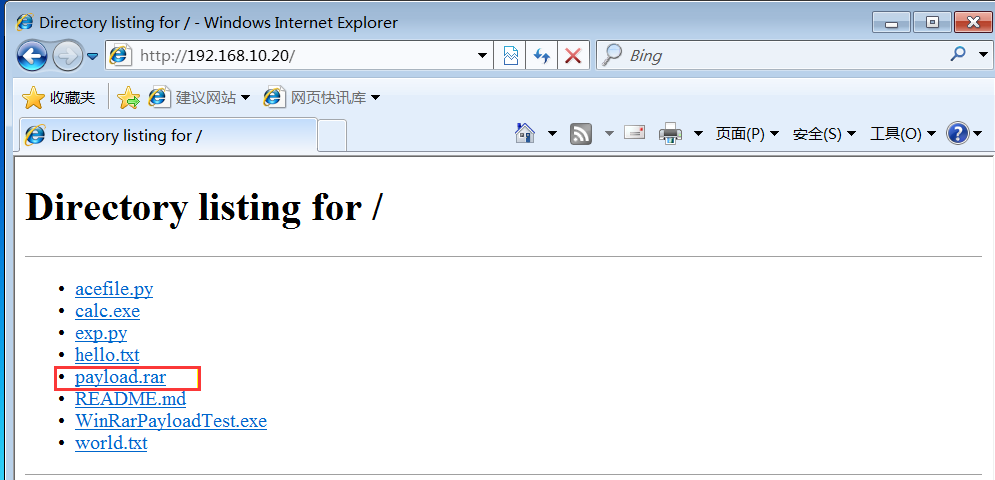 Directory listing for / - Windows Internet Explorer
http://192.168.10.20/
Bing
收藏夹 建议网站 网页快讯库
Directory listing for / 页面(P) 安全(S) 工具(O)
Directory listing for /
acefile.py
calc.exe
exp.py
hello.txt
payload.rar
README.md
WinRarPayloadTest.exe
world.txt